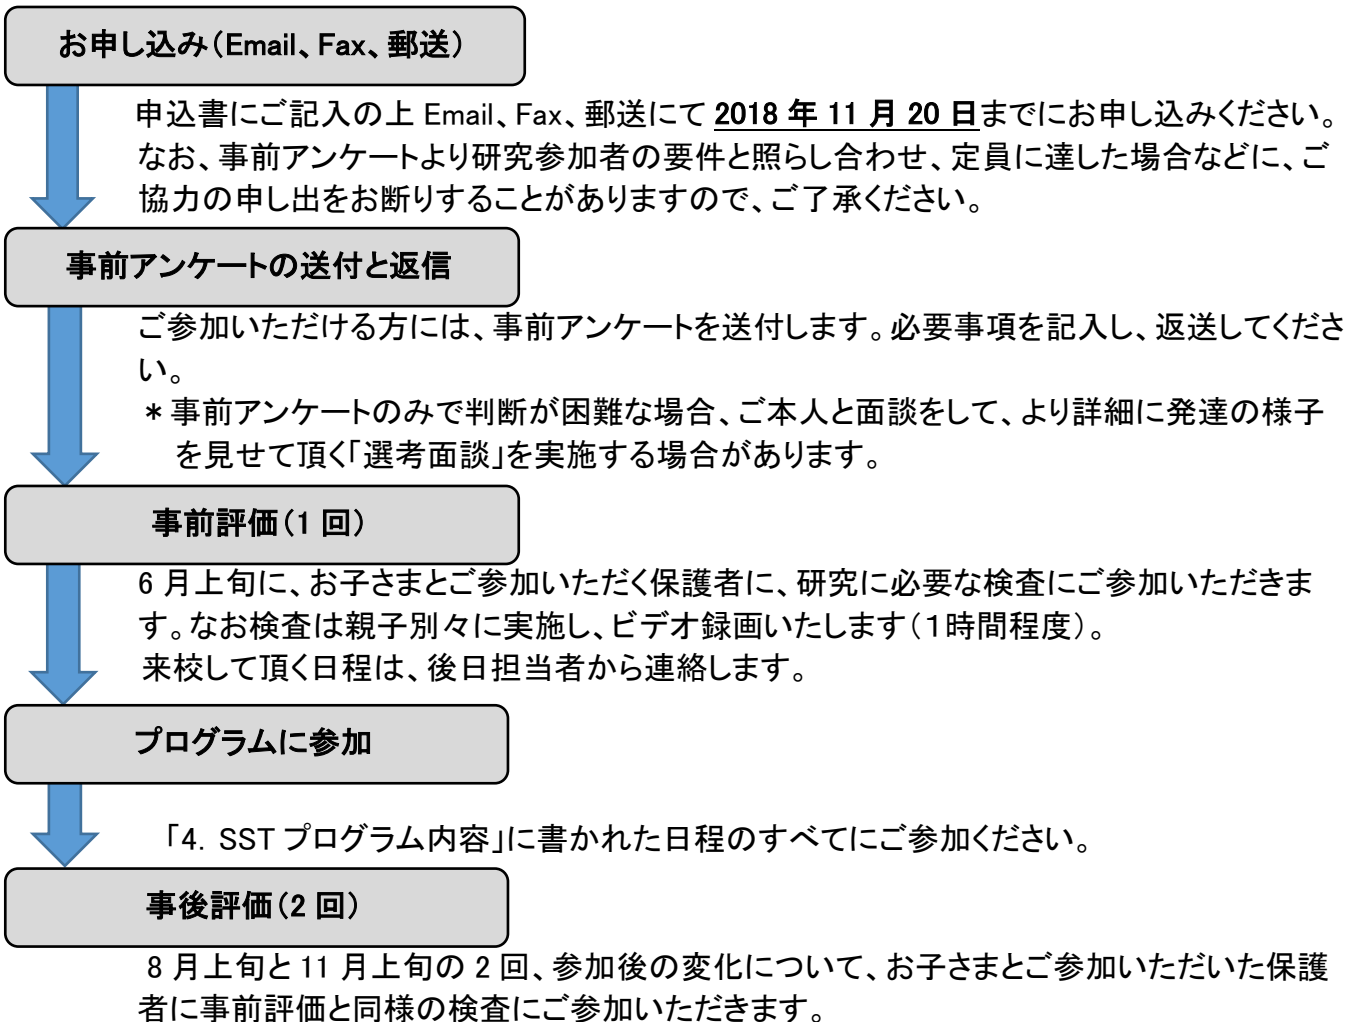 お申し込み（Email、Fax、郵送）
申込書にご記入の上 Email、Fax、郵送にて 2018 年 11 月 20 日までにお申し込みください。
なお、事前アンケートより研究参加者の要件と照らし合わせ、定員に達した場合などに、ご
協力の申し出をお断りすることがありますので、ご了承ください。
事前アンケートの送付と返信
ご参加いただける方には、事前アンケートを送付します。必要事項を記入し、返送してくださ
い。
＊事前アンケートのみで判断が困難な場合、ご本人と面談をして、より詳細に発達の様子
を見せて頂く「選考面談」を実施する場合があります。
事前評価（1 回）
6 月上旬に、お子さまとご参加いただく保護者に、研究に必要な検査にご参加いただきま
す。なお検査は親子別々に実施し、ビデオ録画いたします（１時間程度）。
来校して頂く日程は、後日担当者から連絡します。
プログラムに参加
「4． SST プログラム内容」に書かれた日程のすべてにご参加ください。
事後評価（2 回）
8 月上旬と 11 月上旬の 2 回、参加後の変化について、お子さまとご参加いただいた保護
者に事前評価と同様の検査にご参加いただきます。